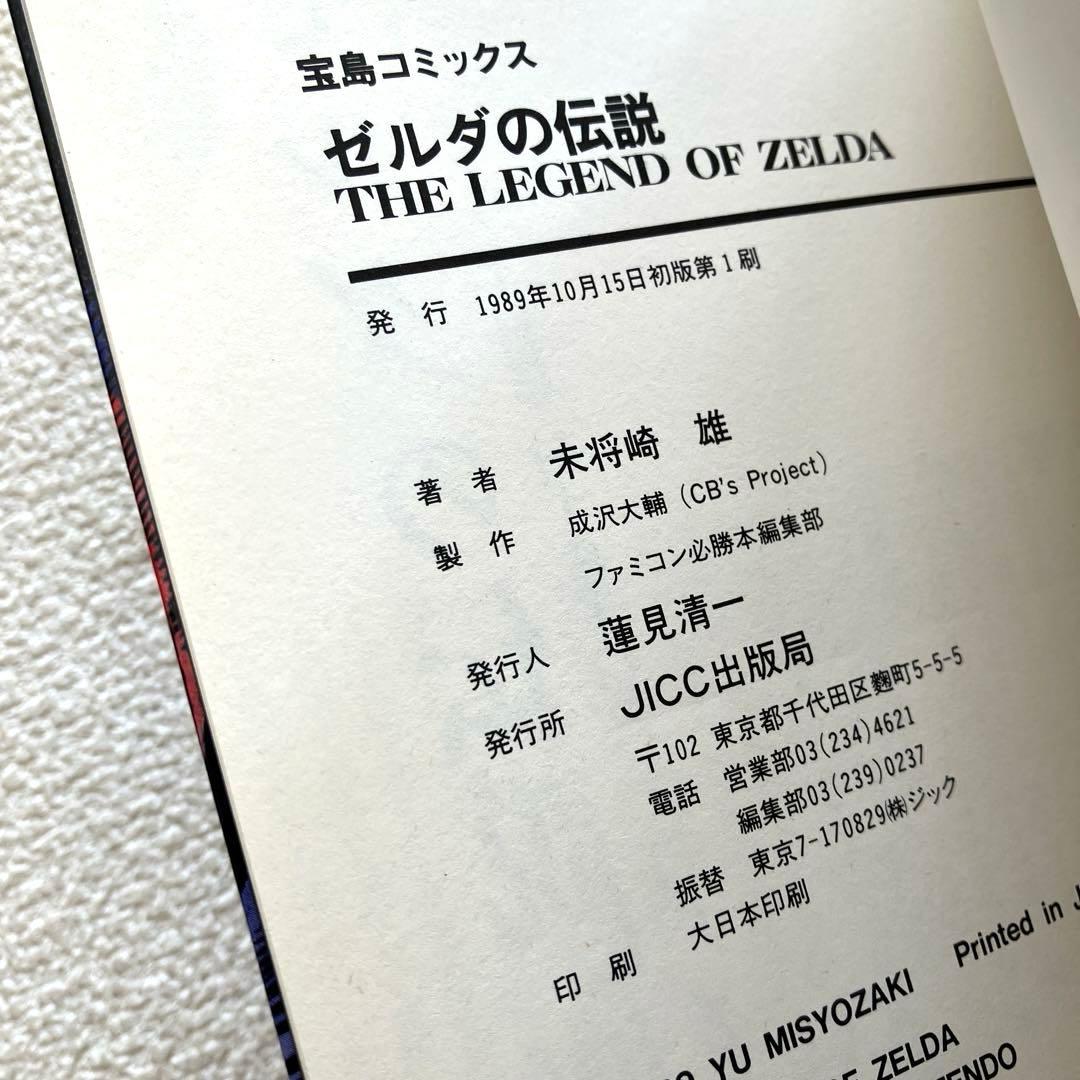 宝島コミックス
ゼルダの伝説
THE LEGEND OF ZELDA
発 行 1989年10月15日初版第1刷
著 者 未将崎 雄
製 作 成沢大輔 (CB's Project)
ファミコン必勝本編集部
発行人 蓮見清一
発行所 JICC出版局
〒102 東京都千代田区麴町5-5-5
電話 営業部03(234)4621
編集部03(239)0237
振替 東京7-170829㈱ジック
印 刷 大日本印刷
YU MISYOZAKI Printed in
ZELDA